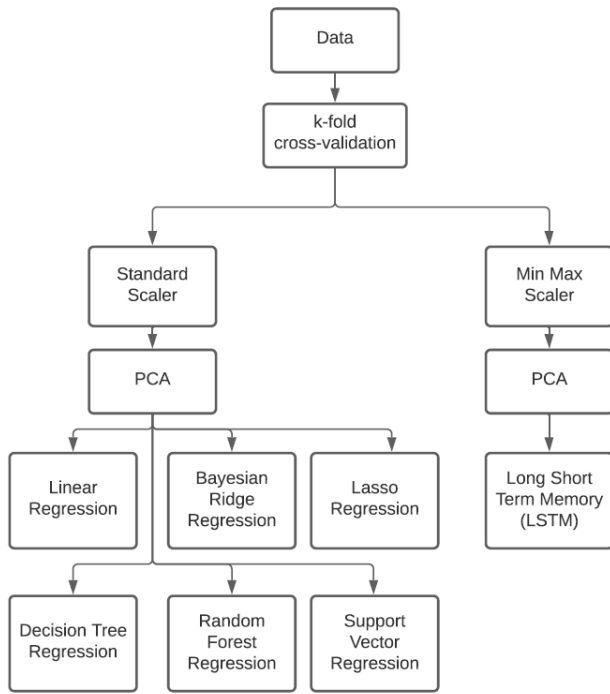 Data
k-fold
cross-validation
Standard
Scaler
Min Max
Scaler
PCA
PCA
Linear
Regression
Bayesian
Ridge
Regression
Lasso
Regression
Long Short
Term Memory
(LSTM)
Decision Tree
Regression
Random
Forest
Regression
Support
Vector
Regression